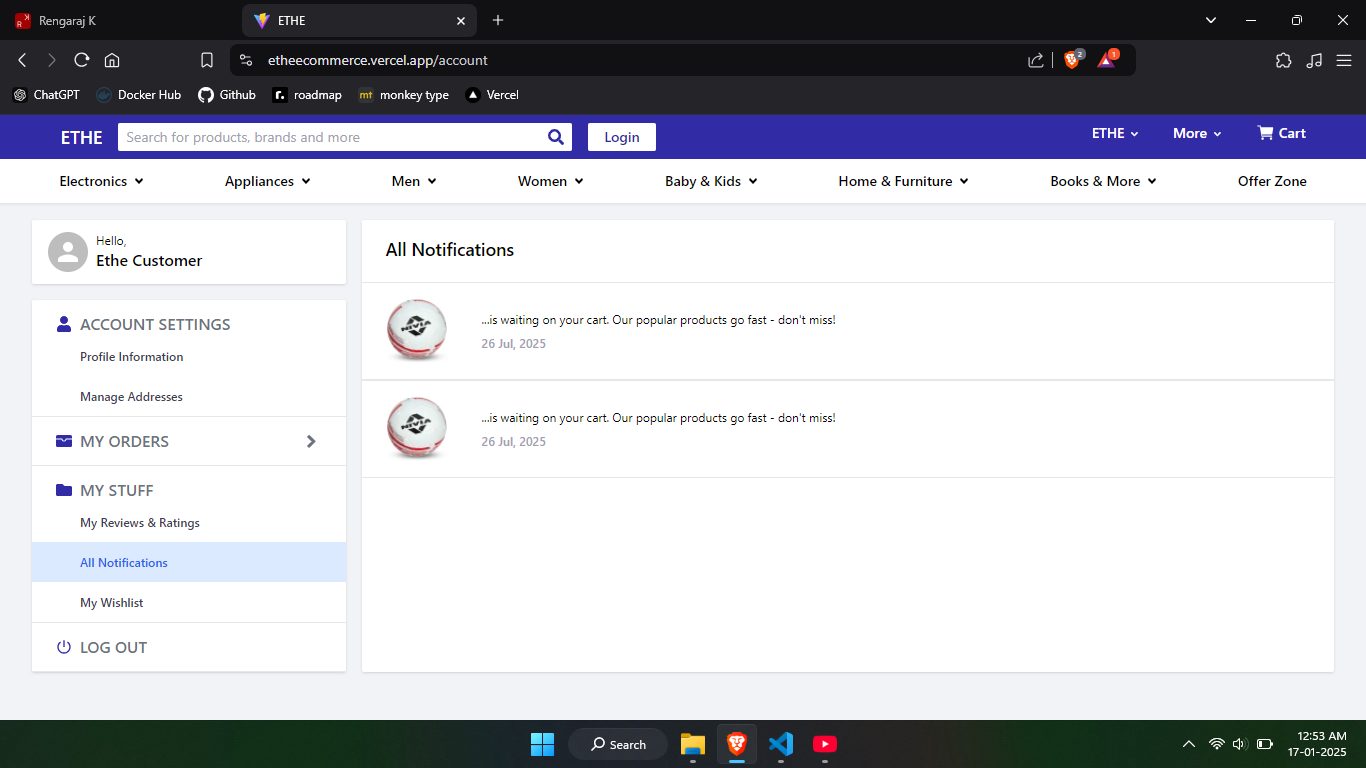 Rengaraj K
ETHE
etheecommerce.vercel.app/account
2
1
ChatGPT
Docker Hub
Github
r.
roadmap
mt
monkey type
Vercel
ETHE
Search for products, brands and more
Login
ETHE
More
Cart
Electronics
Appliances
Men
Women
Baby & Kids
Home & Furniture
Books & More
Offer Zone
Hello,
Ethe Customer
ACCOUNT SETTINGS
Profile Information
Manage Addresses
MY ORDERS
MY STUFF
My Reviews & Ratings
All Notifications
My Wishlist
LOG OUT
All Notifications
NIVIA
...is waiting on your cart. Our popular products go fast - don't miss!
26 Jul, 2025
NIVIA
...is waiting on your cart. Our popular products go fast - don't miss!
26 Jul, 2025
Search
12:53 AM
17-01-2025